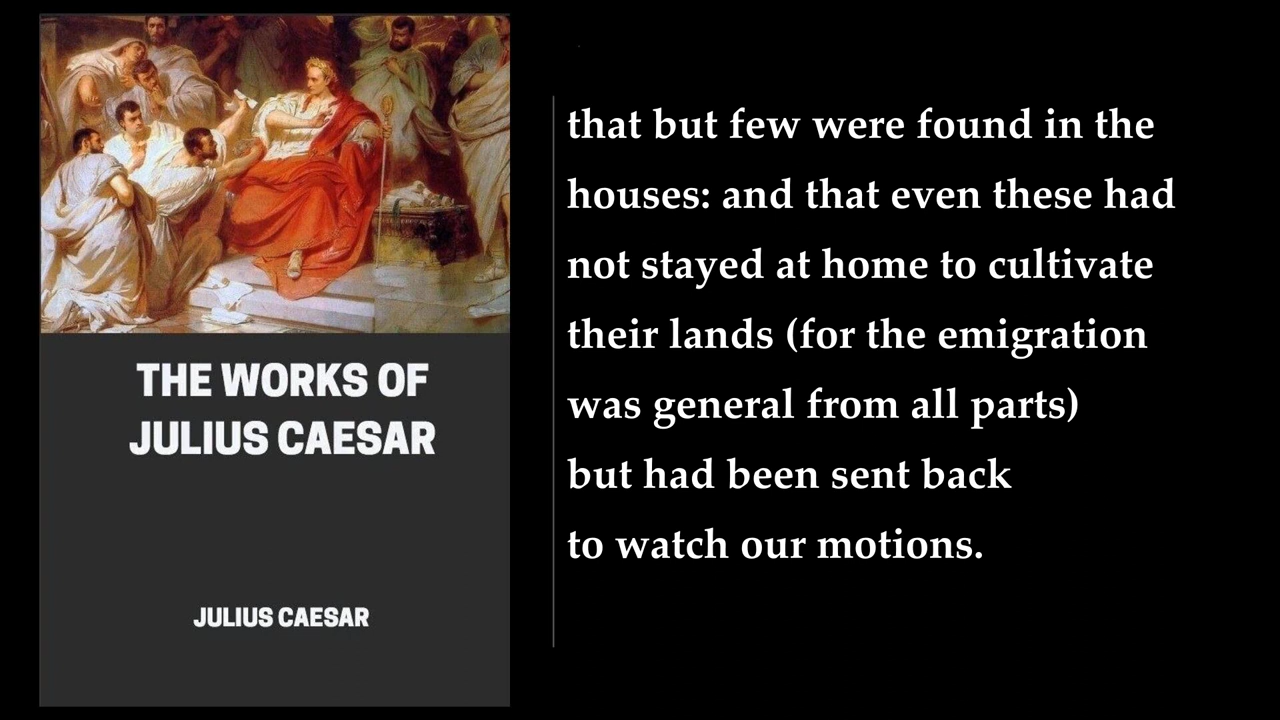 THE WORKS OF
JULIUS CAESAR
JULIUS CAESAR
that but few were found in the
houses: and that even these had
not stayed at home to cultivate
their lands (for the emigration
was general from all parts)
but had been sent back
to watch our motions.